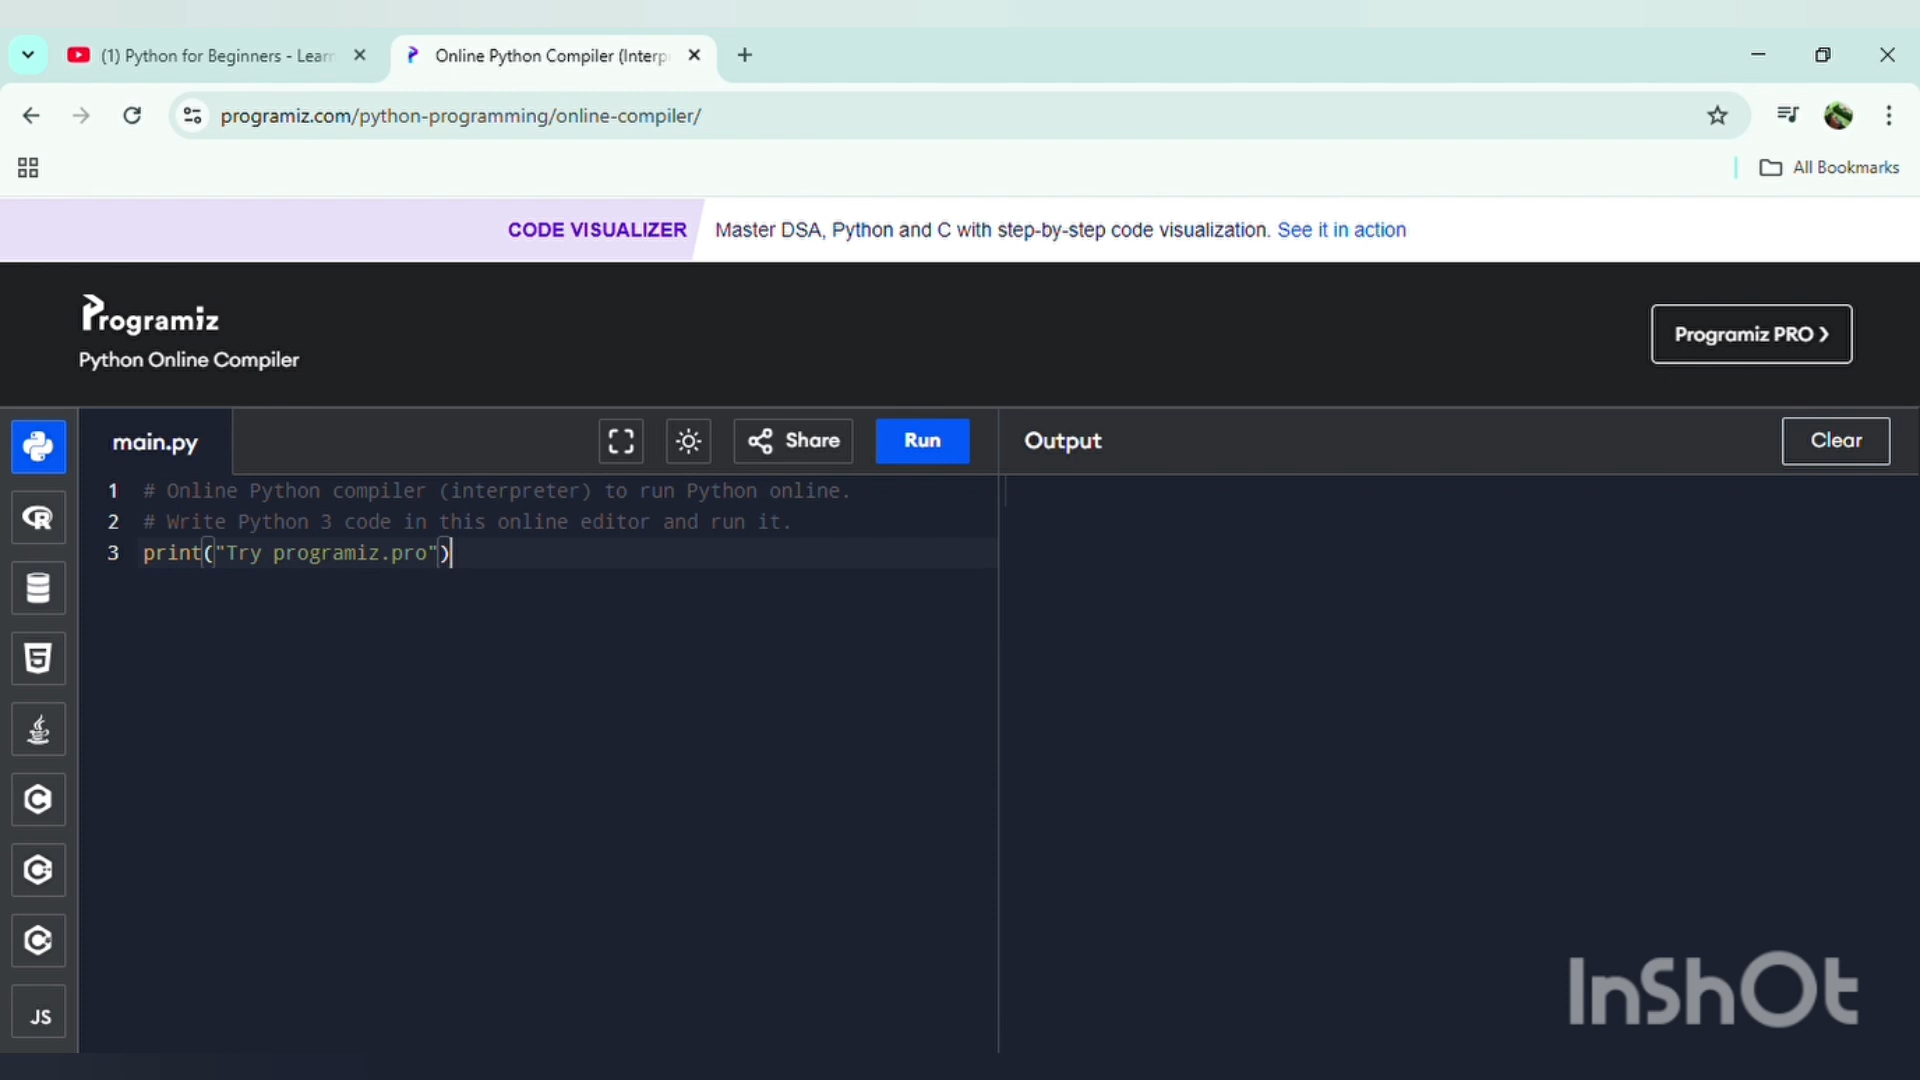 (1) Python for Beginners - Learn
Online Python Compiler (Interp
programiz.com/python-programming/online-compiler/
All Bookmarks
CODE VISUALIZER Master DSA, Python and C with step-by-step code visualization. See it in action
Programiz
Python Online Compiler
Programiz PRO >
main.py
Share
Run
Output
Clear
1 # Online Python compiler (interpreter) to run Python online.
2 # Write Python 3 code in this online editor and run it.
3 print("Try programiz.pro")
JS
InShOt